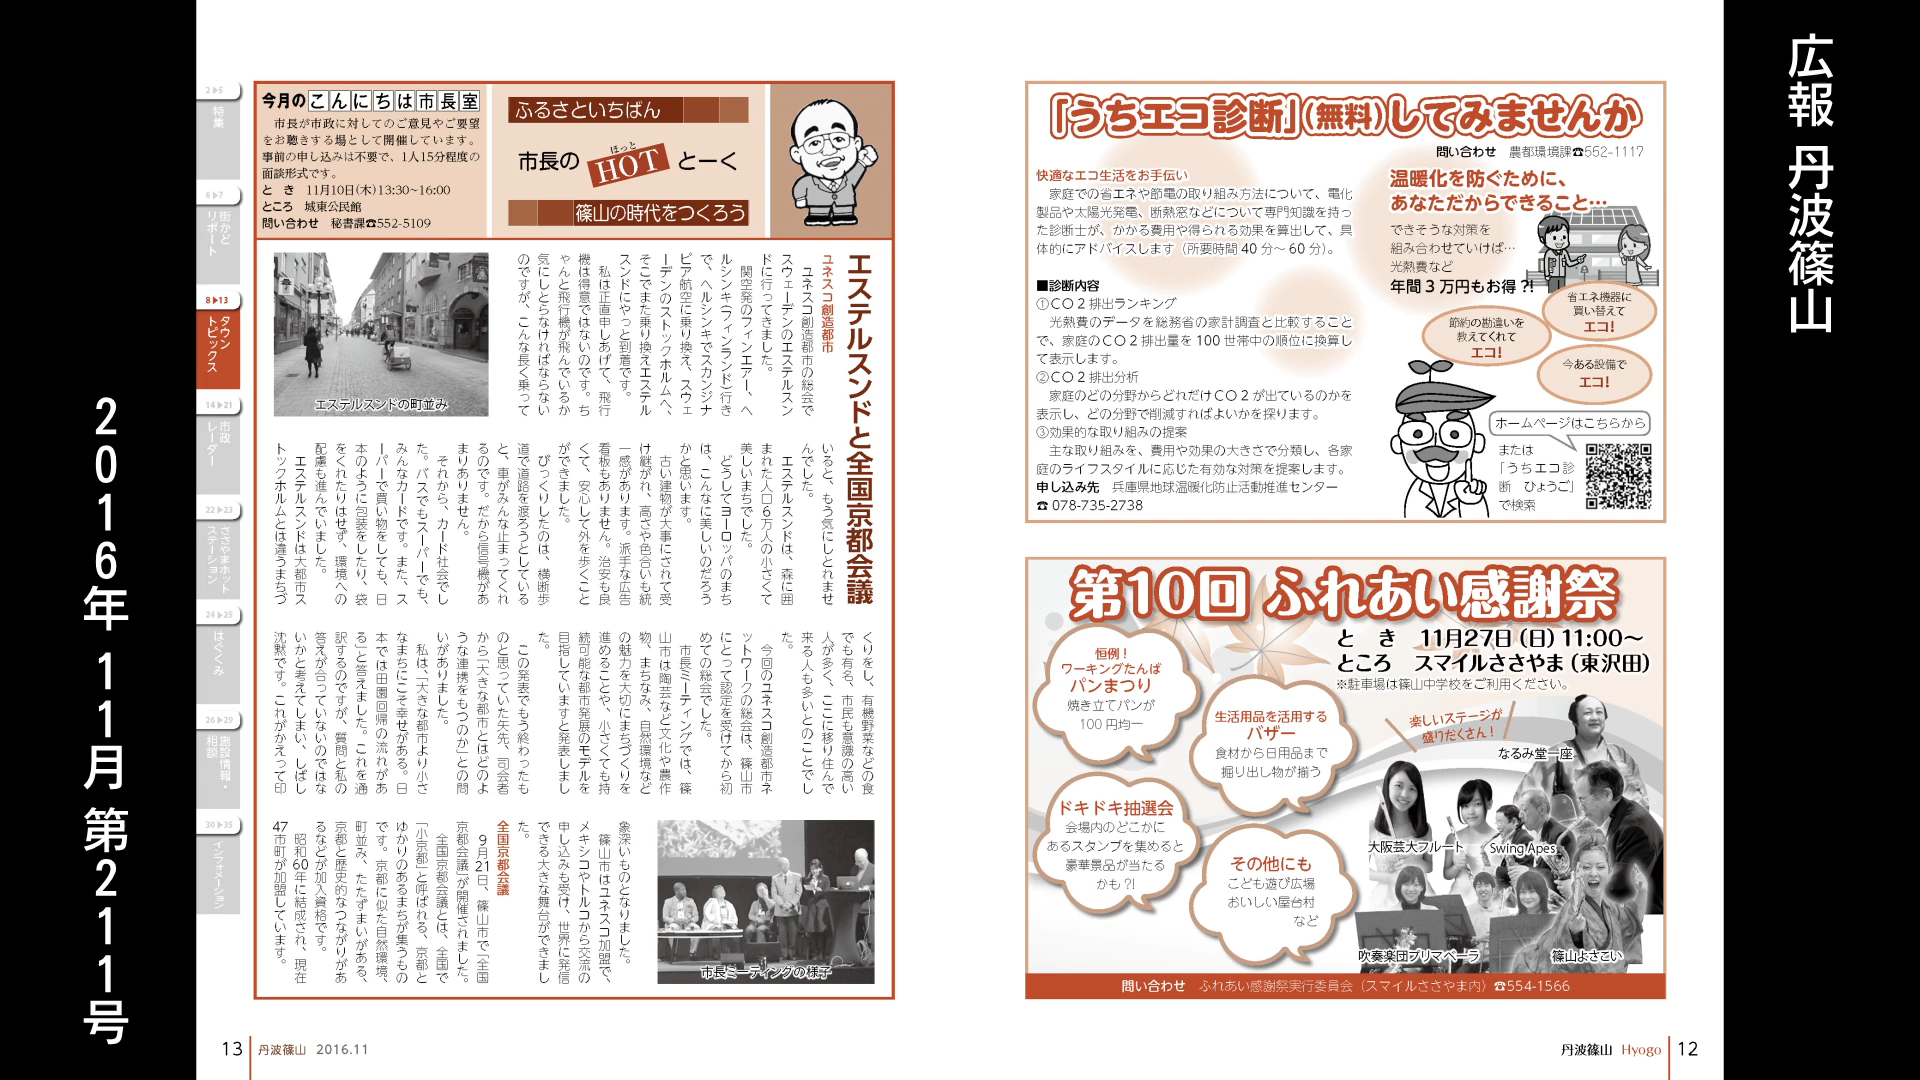 広報 丹波篠山
2016年 11月 第211号
「うちエコ診断」(無料)してみませんか
問い合わせ 農都環境課☎552-1117
快適なエコ生活をお手伝い
家庭での省エネや節電の取り組み方法について、電化
製品や太陽光発電、断熱窓などについて専門知識を持っ
た診断士が、かかる費用や得られる効果を算出して、具
体的にアドバイスします(所要時間40分～60分)。
■診断内容
①CO2排出ランキング
光熱費のデータを総務省の家計調査と比較すること
で、家庭のCO2排出量を100世帯中の順位に換算し
て表示します。
②CO2排出分析
家庭のどの分野からどれだけCO2が出ているのかを
表示し、どの分野で削減すればよいかを探ります。
③効果的な取り組みの提案
主な取り組みを、費用や効果の大きさで分類し、各家
庭のライフスタイルに応じた有効な対策を提案します。
申し込み先 兵庫県地球温暖化防止活動推進センター
☎078-735-2738
温暖化を防ぐために、
あなただからできること…
できそうな対策を
組み合わせていけば…
光熱費など
年間3万円もお得?!
省エネ機器に
買い替えて
エコ!
節約の勘違いを
教えてくれて
エコ!
今ある設備で
エコ!
ホームページはこちらから
または
「うちエコ診
断 ひょうご」
で検索
第10回 ふれあい感謝祭
と き 11月27日(日)11:00～
ところ スマイルささやま(東沢田)
※駐車場は篠山中学校をご利用ください。
恒例!
ワーキングたんば
パンまつり
焼き立てパンが
100円均一
生活用品を活用する
バザー
食材から日用品まで
掘り出し物が揃う
ドキドキ抽選会
会場内のどこかに
あるスタンプを集めると
豪華景品が当たる
かも?!
その他にも
こども遊び広場
おいしい屋台村
など
楽しいステージが
盛りだくさん!
なるみ堂一座
大阪芸大フルート
Swing Apes
吹奏楽団プリマベーラ
篠山よさこい
問い合わせ ふれあい感謝祭実行委員会(スマイルささやま内)☎554-1566
丹波篠山 Hyogo 12
2▶5
特集
6▶7
街かど
リポート
8▶13
タウン
トピックス
14▶21
市政
レーダー
22▶23
ささやまホット
ステーション
24▶25
はぐくみ
26▶29
施設情報・
相談
30▶35
インフォメーション
今月のこんにちは市長室
市長が市政に対してのご意見やご要望
をお聴きする場として開催しています。
事前の申し込みは不要で、1人15分程度の
面談形式です。
と き 11月10日(木)13:30～16:00
ところ 城東公民館
問い合わせ 秘書課☎552-5109
ふるさといちばん
ほっと
市長の HOT とーく
篠山の時代をつくろう
エステルスンドと全国京都会議
ユネスコ創造都市
ユネスコ創造都市の総会で
スウェーデンのエステルスン
ドに行ってきました。
関空発のフィンエアー、ヘ
ルシンキ(フィンランド)行き
で、ヘルシンキでスカンジナ
ビア航空に乗り換え、スウェ
ーデンのストックホルムへ、
そこでまた乗り換えエステル
スンドにやっと到着です。
私は正直申しあげて、飛行
機は得意ではないのです。ち
ゃんと飛行機が飛んでいるか
気にしとらなければならない
のですが、こんな長く乗って
エステルスンドの町並み
いると、もう気にしとれませ
んでした。
エステルスンドは、森に囲
まれた人口6万人の小さくて
美しいまちでした。
どうしてヨーロッパのまち
は、こんなに美しいのだろう
かと思います。
古い建物が大事にされて受
け継がれ、高さや色合いも統
一感があります。派手な広告
看板もありません。治安も良
くて、安心して外を歩くこと
ができました。
びっくりしたのは、横断歩
道で道路を渡ろうとしている
と、車がみんな止まってくれ
るのです。だから信号機があ
まりありません。
それから、カード社会でし
た。バスでもスーパーでも、
みんなカードです。また、ス
ーパーで買い物をしても、日
本のように包装をしたり、袋
をくれたりはせず、環境への
配慮も進んでいました。
エステルスンドは大都市ス
トックホルムとは違うまちづ
くりをし、有機野菜などの食
でも有名、市民も意識の高い
人が多く、ここに移り住んで
来る人も多いとのことでし
た。
今回のユネスコ創造都市ネ
ットワークの総会は、篠山市
にとって認定を受けてから初
めての総会でした。
市長ミーティングでは、篠
山市は陶芸など文化や農作
物、まちなみ、自然環境など
の魅力を大切にまちづくりを
進めることや、小さくても持
続可能な都市発展のモデルを
目指していますと発表しまし
た。
この発表でもう終わったも
のと思っていた矢先、司会者
から「大きな都市とはどのよ
うな連携をもつのか」との問
いがありました。
私は、「大きな都市より小さ
なまちにこそ幸せがある。日
本では田園回帰の流れがあ
る」と答えました。これを通
訳するのですが、質問と私の
答えが合っていないのではな
いかと考えてしまい、しばし
沈黙です。これがかえって印
象深いものとなりました。
篠山市はユネスコ加盟で、
メキシコやトルコから交流の
申し込みも受け、世界に発信
できる大きな舞台ができまし
た。
市長ミーティングの様子
全国京都会議
9月21日、篠山市で「全国
京都会議」が開催されました。
全国京都会議とは、全国で
「小京都」と呼ばれる、京都と
ゆかりのあるまちが集うもの
です。京都に似た自然環境、
町並み、たたずまいがある、
京都と歴史的なつながりがあ
るなどが加入資格です。
昭和60年に結成され、現在
47市町が加盟しています。
13 丹波篠山 2016.11